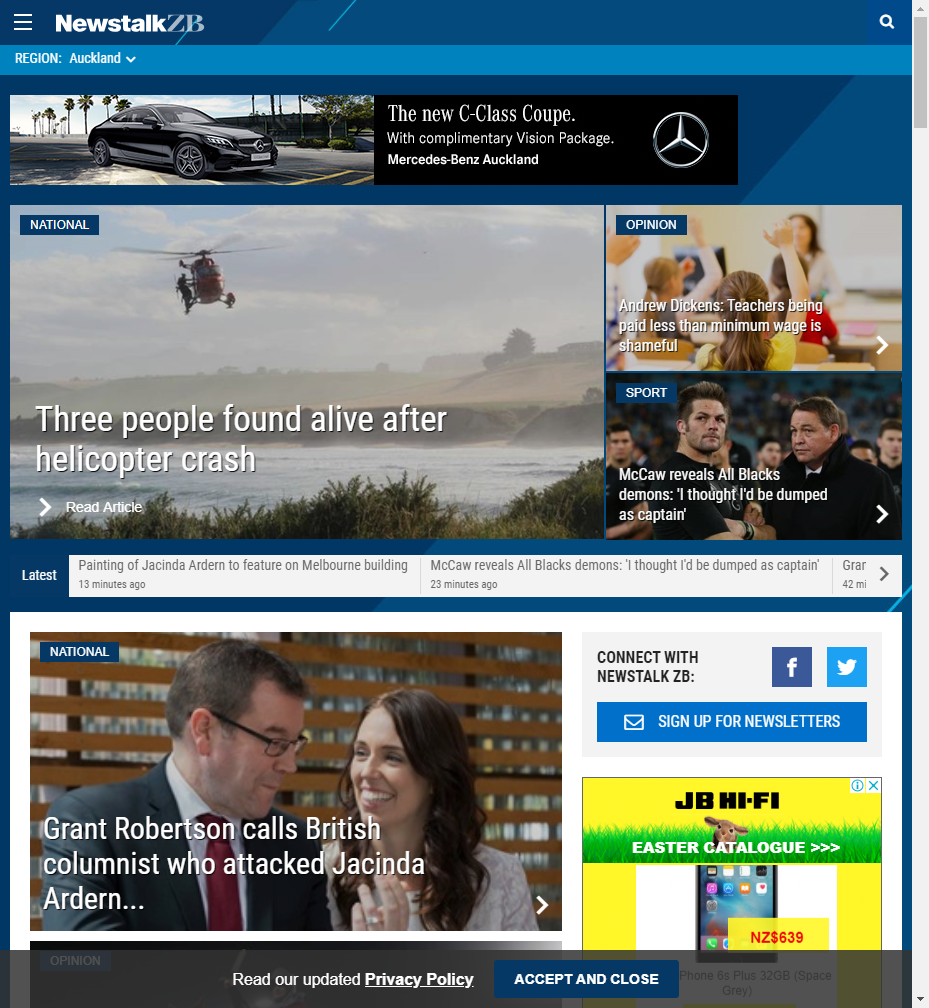 NewstalkZB
REGION: Auckland
The new C-Class Coupe.
With complimentary Vision Package.
Mercedes-Benz Auckland
NATIONAL
Three people found alive after
helicopter crash
Read Article
OPINION
Andrew Dickens: Teachers being
paid less than minimum wage is
shameful
SPORT
McCaw reveals All Blacks
demons: 'I thought I'd be dumped
as captain'
Latest
Painting of Jacinda Ardern to feature on Melbourne building
13 minutes ago
McCaw reveals All Blacks demons: 'I thought I'd be dumped as captain'
23 minutes ago
Grar
42 mi
NATIONAL
Grant Robertson calls British
columnist who attacked Jacinda
Ardern...
CONNECT WITH
NEWSTALK ZB:
SIGN UP FOR NEWSLETTERS
JB HI-FI
EASTER CATALOGUE >>>
NZ$639
Phone 6s Plus 32GB (Space
Grey)
OPINION
Read our updated Privacy Policy
ACCEPT AND CLOSE